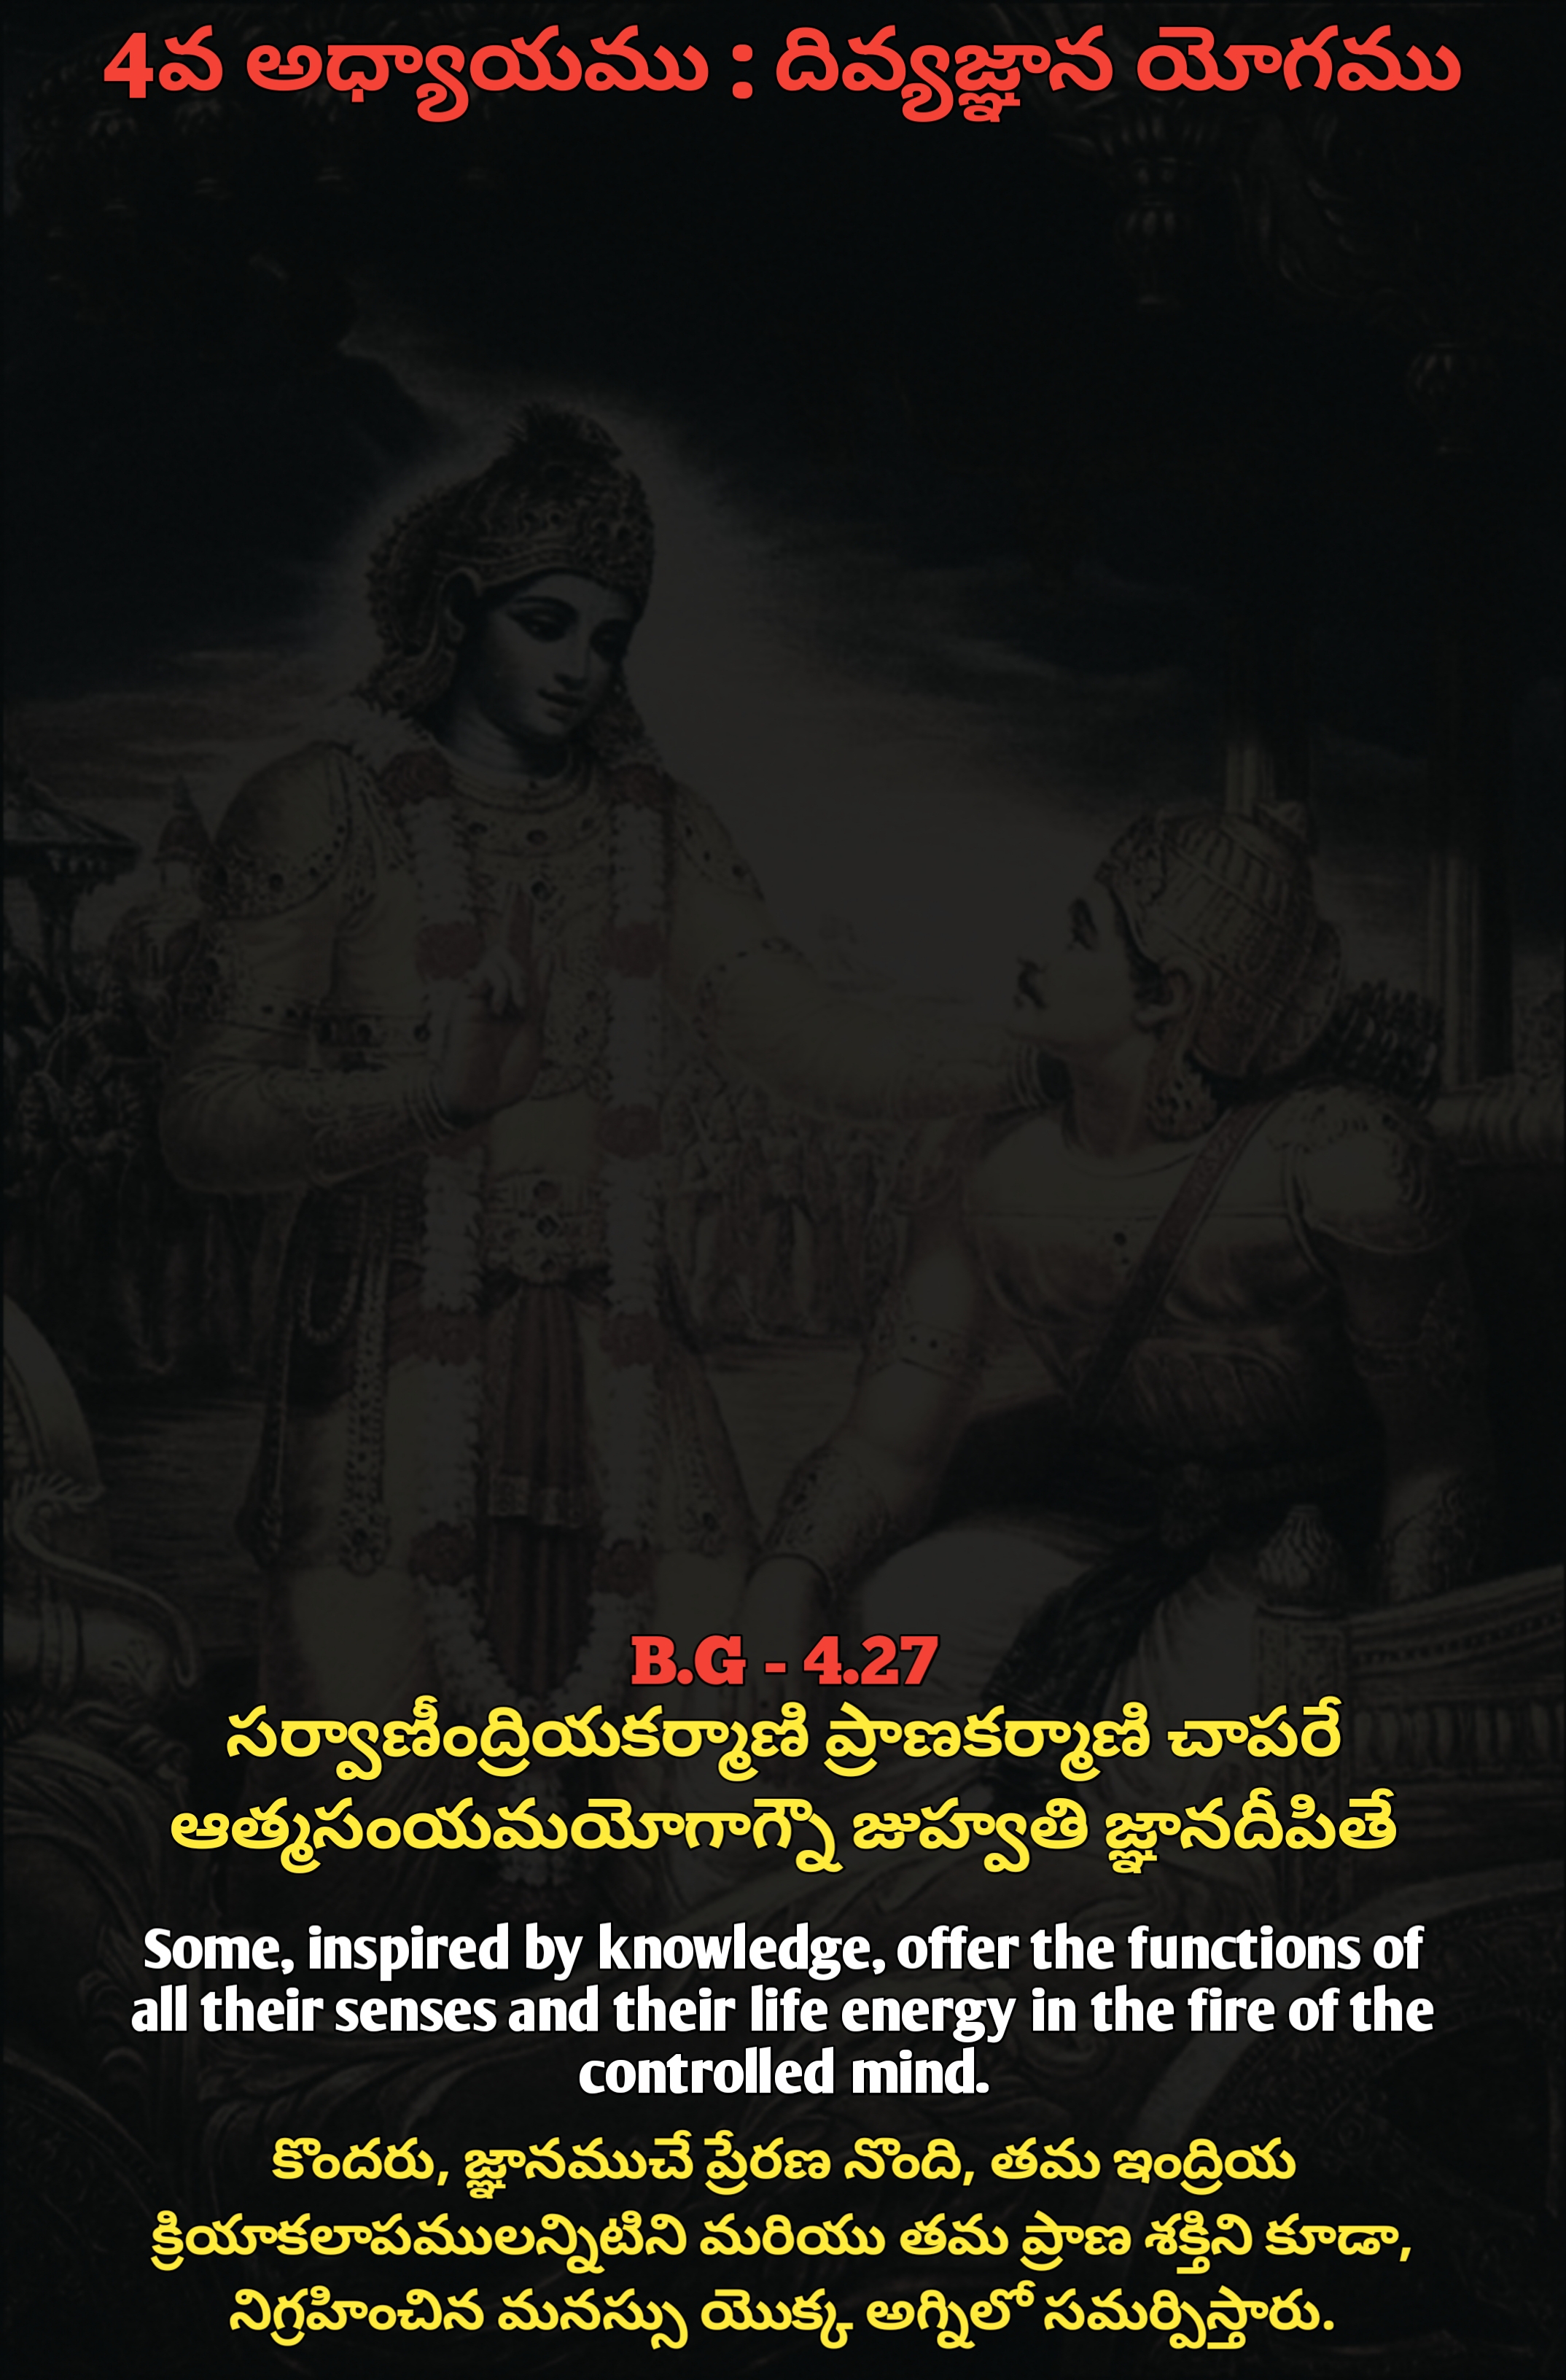 4వ అధ్యాయము : దివ్యజ్ఞాన యోగము
B.G - 4.27
సర్వాణీంద్రియకర్మాణి ప్రాణకర్మాణి చాపరే
ఆత్మసంయమయోగాగ్నౌ జుహ్వతి జ్ఞానదీపితే
Some, inspired by knowledge, offer the functions of
all their senses and their life energy in the fire of the
controlled mind.
కొందరు, జ్ఞానముచే ప్రేరణ నొంది, తమ ఇంద్రియ
క్రియాకలాపములన్నిటిని మరియు తమ ప్రాణ శక్తిని కూడా,
నిగ్రహించిన మనస్సు యొక్క అగ్నిలో సమర్పిస్తారు.